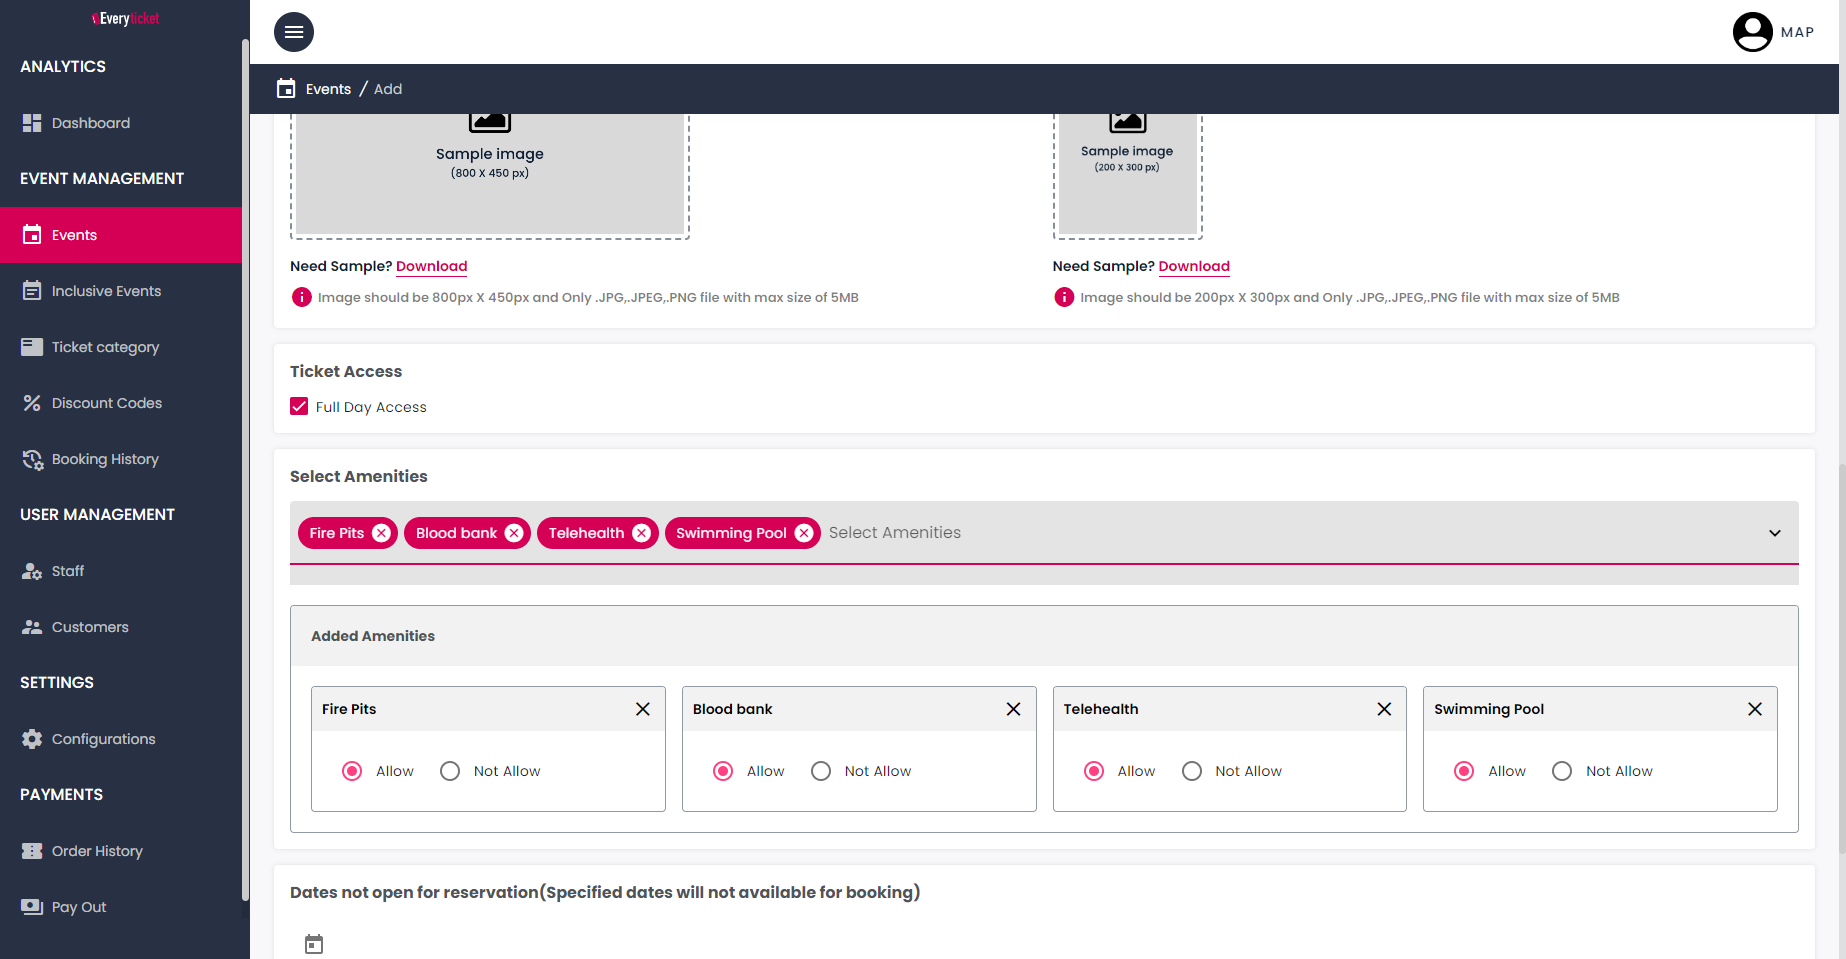 Everyticket
ANALYTICS
Dashboard
EVENT MANAGEMENT
Events
Inclusive Events
Ticket category
Discount Codes
Booking History
USER MANAGEMENT
Staff
Customers
SETTINGS
Configurations
PAYMENTS
Order History
Pay Out
MAP
Events / Add
Sample image
(800 X 450 px)
Need Sample? Download
Image should be 800px X 450px and Only .JPG,.JPEG,.PNG file with max size of 5MB
Sample image
(200 X 300 px)
Need Sample? Download
Image should be 200px X 300px and Only .JPG,.JPEG,.PNG file with max size of 5MB
Ticket Access
Full Day Access
Select Amenities
Fire Pits Blood bank Telehealth Swimming Pool Select Amenities
Added Amenities
Fire Pits
Allow Not Allow
Blood bank
Allow Not Allow
Telehealth
Allow Not Allow
Swimming Pool
Allow Not Allow
Dates not open for reservation(Specified dates will not available for booking)